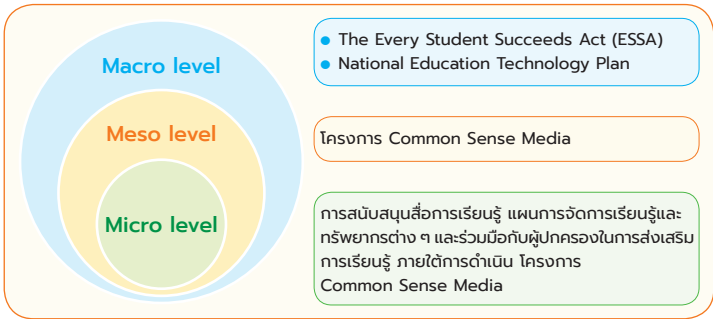 Macro level
Meso level
Micro level
• The Every Student Succeeds Act (ESSA)
• National Education Technology Plan
โครงการ Common Sense Media
การสนับสนุนสื่อการเรียนรู้ แผนการจัดการเรียนรู้และ
ทรัพยากรต่าง ๆ และร่วมมือกับผู้ปกครองในการส่งเสริม
การเรียนรู้ ภายใต้การดำเนิน โครงการ
Common Sense Media